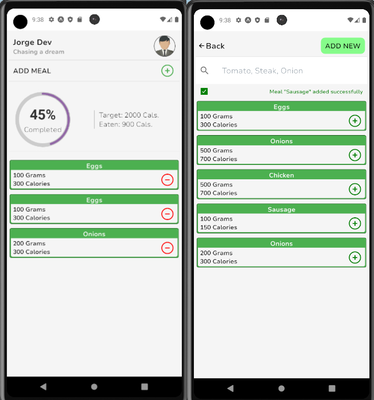 9:38
Jorge Dev
Chasing a dream
ADD MEAL
45%
Completed
Target: 2000 Cals.
Eaten: 900 Cals.
Eggs
100 Grams
300 Calories
Eggs
100 Grams
300 Calories
Onions
200 Grams
300 Calories
9:38
Back
ADD NEW
Tomato, Steak, Onion
Meal "Sausage" added successfully
Eggs
100 Grams
300 Calories
Onions
500 Grams
700 Calories
Chicken
500 Grams
700 Calories
Sausage
100 Grams
150 Calories
Onions
200 Grams
300 Calories